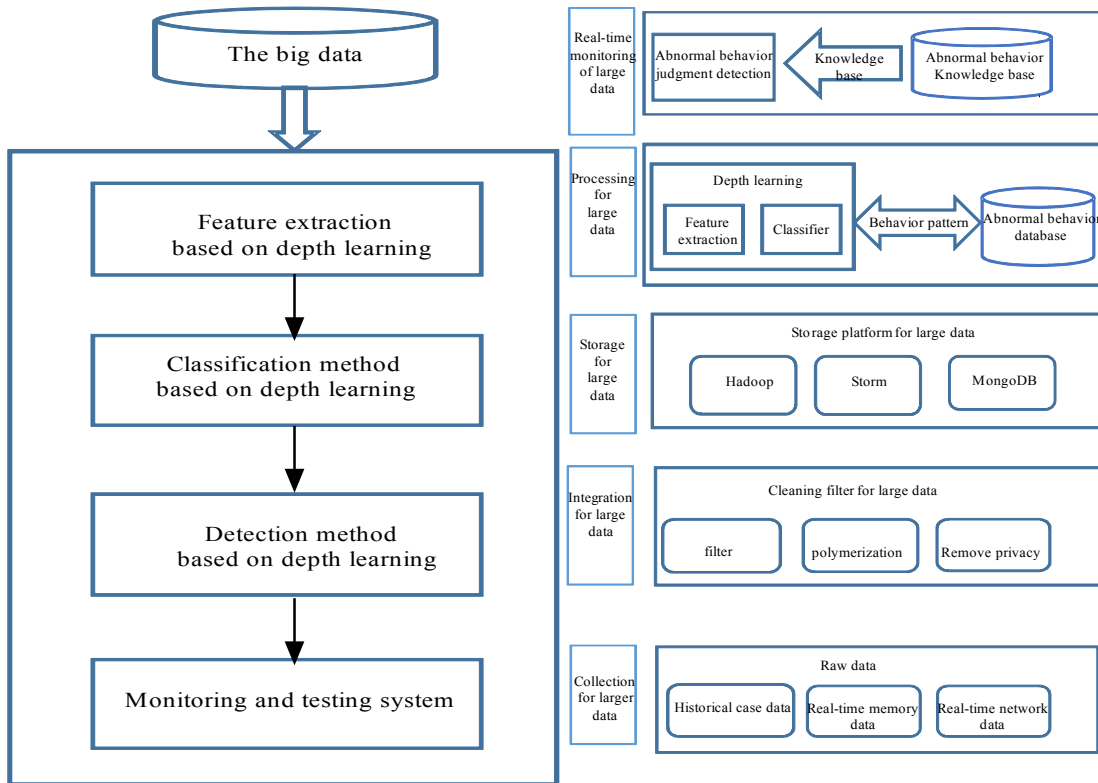 The big data
Feature extraction
based on depth learning
Classification method
based on depth learning
Detection method
based on depth learning
Monitoring and testing system
Real-time
monitoring
of large
data
Abnormal behavior
judgment detection
Knowledge
base
Abnormal behavior
Knowledge base
Processing
for
large
data
Depth learning
Feature
extraction
Classifier
Behavior pattern
Abnormal behavior
database
Storage
for
large
data
Storage platform for large data
Hadoop
Storm
MongoDB
Integration
for large
data
Cleaning filter for large data
filter
polymerization
Remove privacy
Collection
for larger
data
Raw data
Historical case data
Real-time memory
data
Real-time network
data